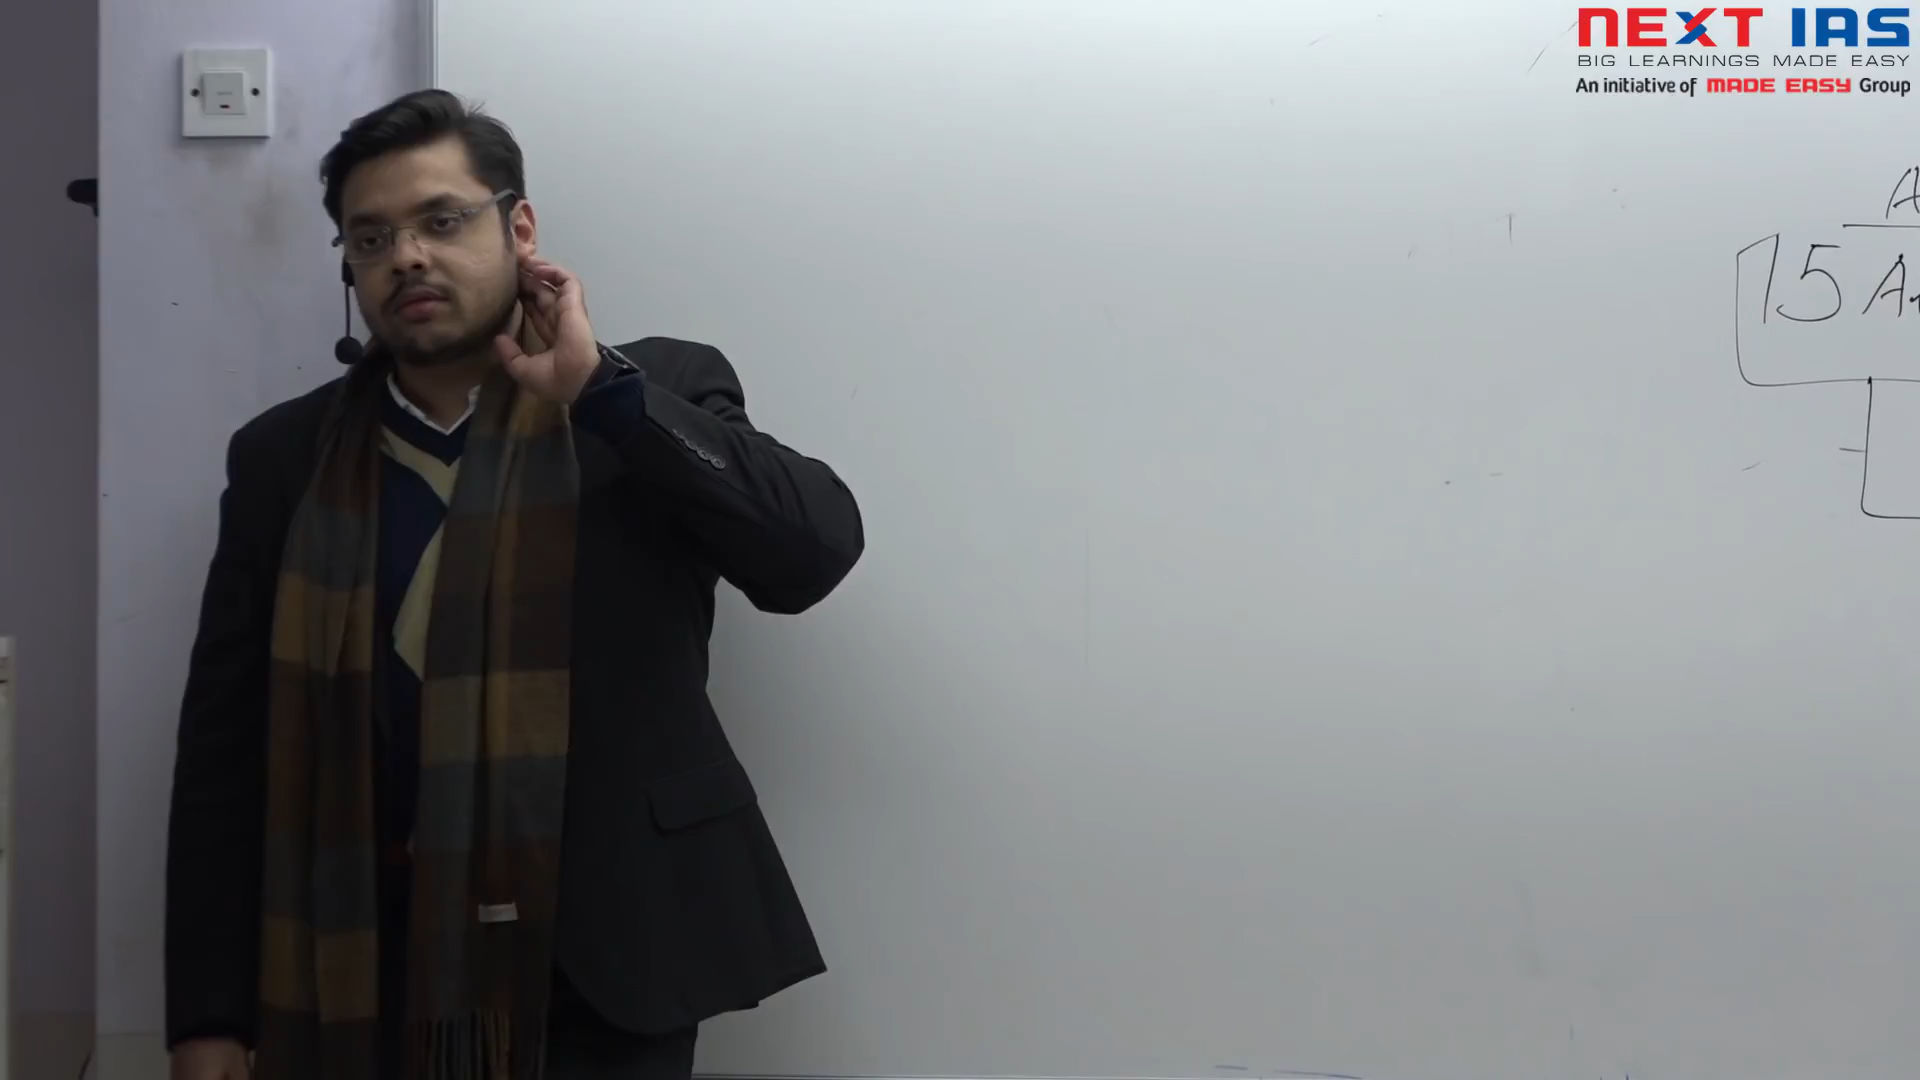 NEXT IAS
BIG LEARNINGS MADE EASY
An initiative of MADE EASY Group
A
15 A